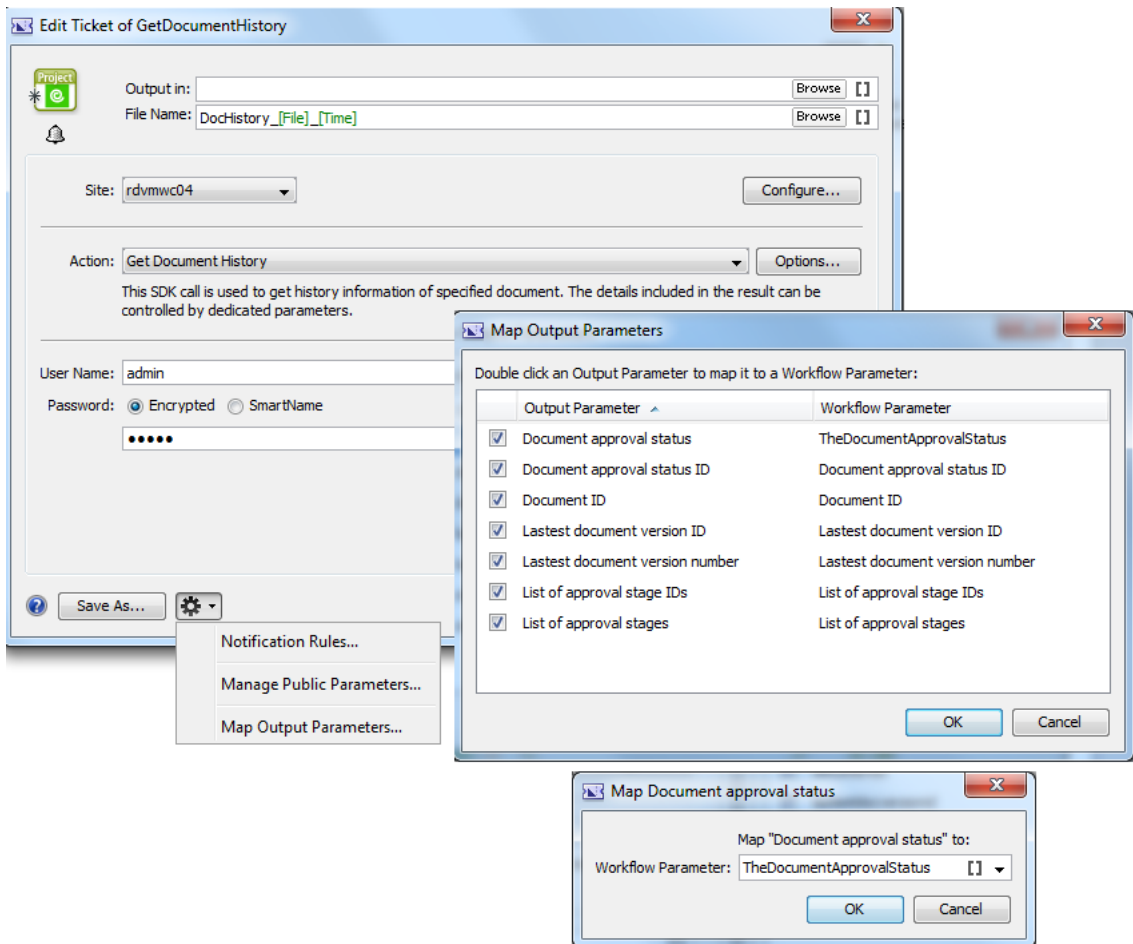 Edit Ticket of GetDocumentHistory
Project
Output in:
Browse []
File Name: DocHistory_[File]_[Time]
Browse []
Site: rdvmwc04
Configure...
Action: Get Document History
Options...
This SDK call is used to get history information of specified document. The details included in the result can be
controlled by dedicated parameters.
User Name: admin
Password: Encrypted SmartName
•••••
Save As...
Notification Rules...
Manage Public Parameters...
Map Output Parameters...
Map Output Parameters
Double click an Output Parameter to map it to a Workflow Parameter:
Output Parameter Workflow Parameter
Document approval status TheDocumentApprovalStatus
Document approval status ID Document approval status ID
Document ID Document ID
Lastest document version ID Lastest document version ID
Lastest document version number Lastest document version number
List of approval stage IDs List of approval stage IDs
List of approval stages List of approval stages
OK Cancel
Map Document approval status
Map "Document approval status" to:
Workflow Parameter: TheDocumentApprovalStatus []
OK Cancel